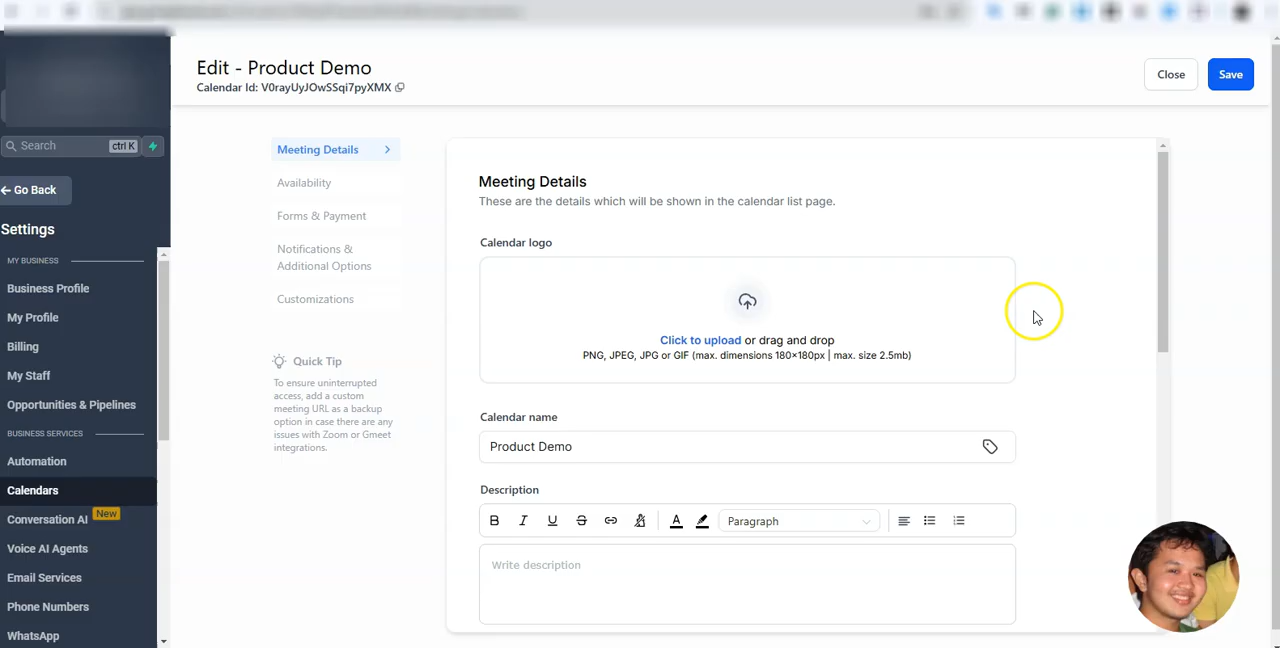 Edit - Product Demo
Calendar Id: V0rayUyJOwSSqi7pyXMX
Close
Save
Search
ctrl K
Go Back
Settings
MY BUSINESS
Business Profile
My Profile
Billing
My Staff
Opportunities & Pipelines
BUSINESS SERVICES
Automation
Calendars
Conversation AI New
Voice AI Agents
Email Services
Phone Numbers
WhatsApp
Meeting Details
Availability
Forms & Payment
Notifications &
Additional Options
Customizations
Quick Tip
To ensure uninterrupted
access, add a custom
meeting URL as a backup
option in case there are any
issues with Zoom or Gmeet
integrations.
Meeting Details
These are the details which will be shown in the calendar list page.
Calendar logo
Click to upload or drag and drop
PNG, JPEG, JPG or GIF (max. dimensions 180×180px | max. size 2.5mb)
Calendar name
Product Demo
Description
B I U S A Paragraph
Write description